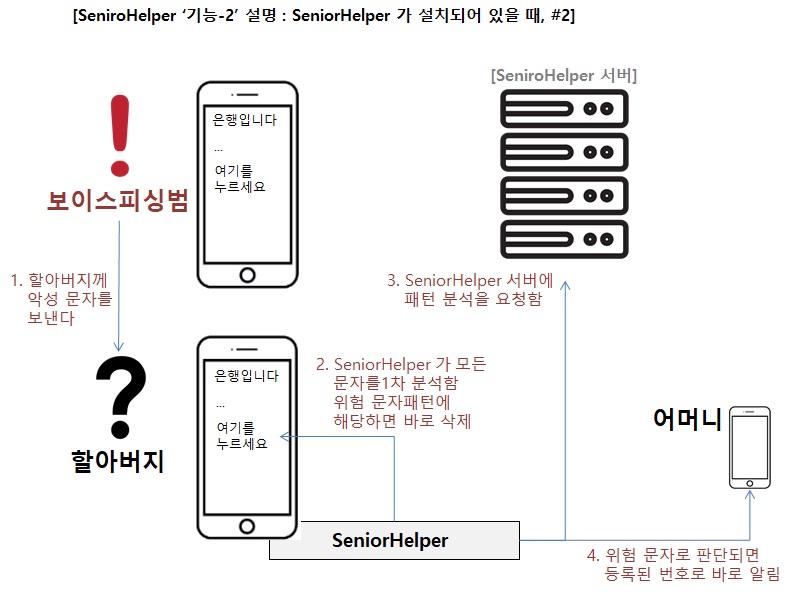 [SeniroHelper ‘기능-2’ 설명 : SeniorHelper 가 설치되어 있을 때, #2]
[SeniroHelper 서버]
은행입니다
...
여기를
누르세요
보이스피싱범
1. 할아버지께
악성 문자를
보낸다
3. SeniorHelper 서버에
패턴 분석을 요청함
은행입니다
...
여기를
누르세요
2. SeniorHelper 가 모든
문자를1차 분석함
위험 문자패턴에
해당하면 바로 삭제
할아버지
어머니
SeniorHelper
4. 위험 문자로 판단되면
등록된 번호로 바로 알림